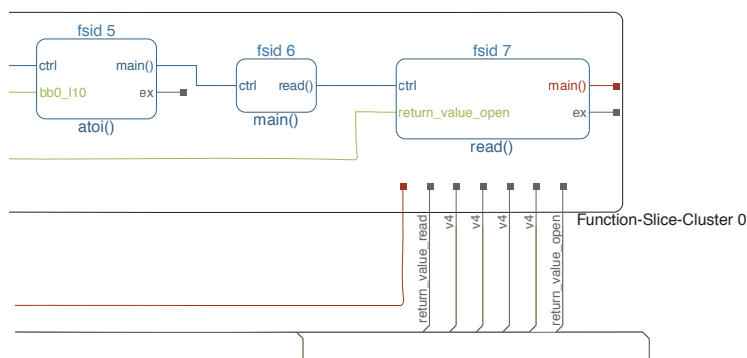 fsid 5
ctrl
main()
bb0_l10
ex
atoi()
fsid 6
ctrl
read()
main()
fsid 7
ctrl
main()
return_value_open
ex
read()
Function-Slice-Cluster 0
return_value_read
v4
v4
v4
v4
return_value_open